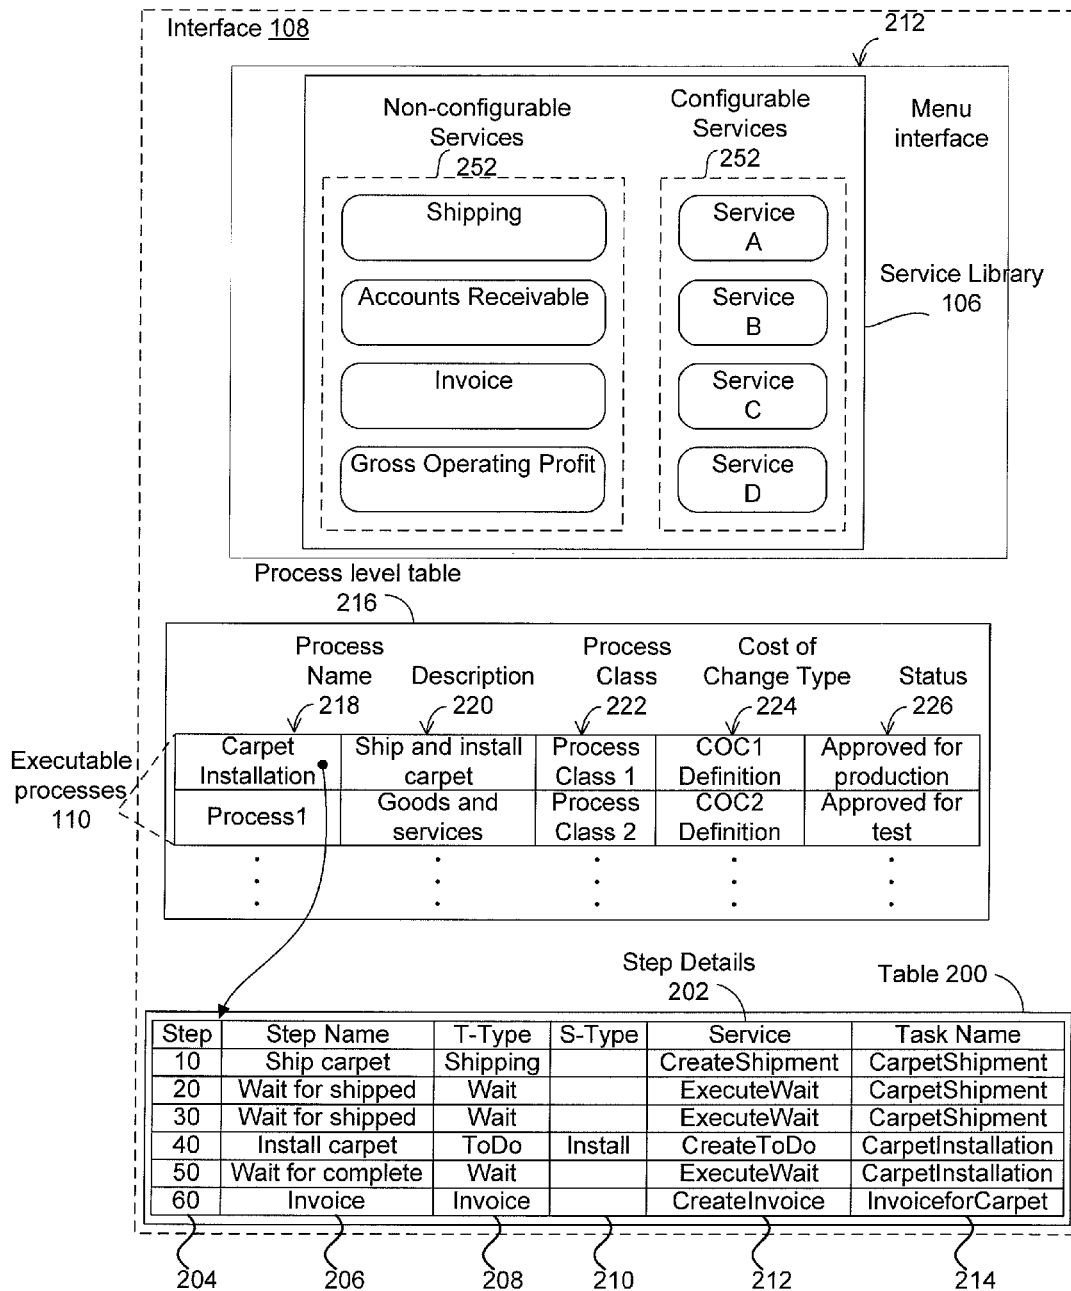 Interface 108
212
Non-configurable
Services
252
Configurable
Services
252
Menu
interface
Shipping
Accounts Receivable
Invoice
Gross Operating Profit
Service
A
Service
B
Service
C
Service
D
Service Library
106
Process level table
216
Process
Name
218
Description
220
Process
Class
222
Cost of
Change Type
224
Status
226
Executable
processes
110
Carpet
Installation
Ship and install
carpet
Process
Class 1
COC1
Definition
Approved for
production
Process1
Goods and
services
Process
Class 2
COC2
Definition
Approved for
test
Step Details
202
Table 200
Step Step Name T-Type S-Type Service Task Name
10 Ship carpet Shipping CreateShipment CarpetShipment
20 Wait for shipped Wait ExecuteWait CarpetShipment
30 Wait for shipped Wait ExecuteWait CarpetShipment
40 Install carpet ToDo Install CreateToDo CarpetInstallation
50 Wait for complete Wait ExecuteWait CarpetInstallation
60 Invoice Invoice CreateInvoice InvoiceforCarpet
204 206 208 210 212 214